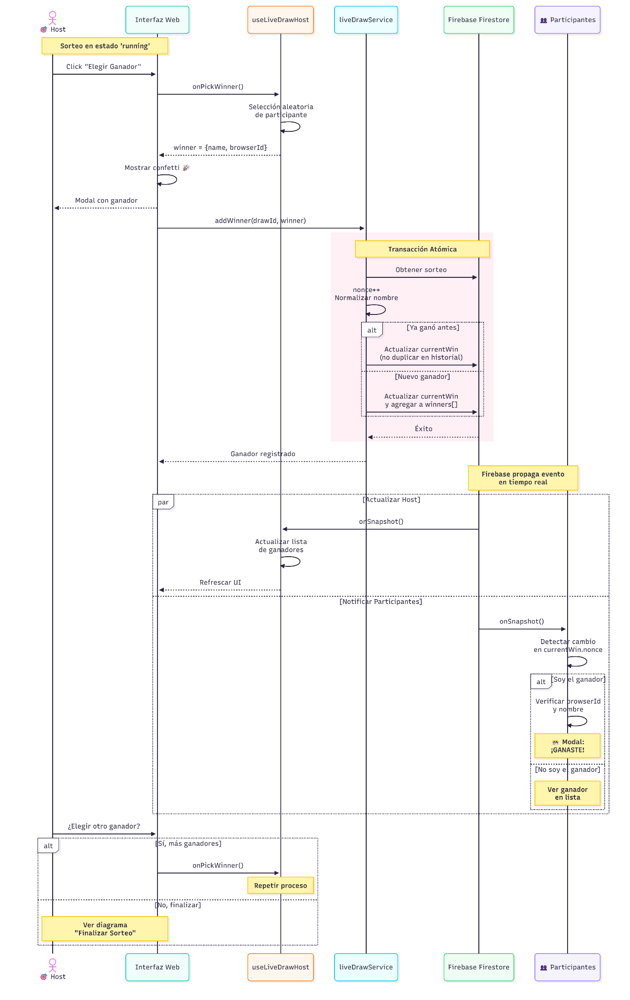 🎯 Host
Interfaz Web
useLiveDrawHost
liveDrawService
Firebase Firestore
👥 Participantes
Sorteo en estado 'running'
Click "Elegir Ganador"
onPickWinner()
Selección aleatoria
de participante
winner = {name, browserId}
Mostrar confetti 🎉
Modal con ganador
addWinner(drawId, winner)
Transacción Atómica
Obtener sorteo
nonce++
Normalizar nombre
alt
[Ya ganó antes]
Actualizar currentWin
(no duplicar en historial)
[Nuevo ganador]
Actualizar currentWin
y agregar a winners[]
Éxito
Ganador registrado
Firebase propaga evento
en tiempo real
par
[Actualizar Host]
onSnapshot()
Actualizar lista
de ganadores
Refrescar UI
[Notificar Participantes]
onSnapshot()
Detectar cambio
en currentWin.nonce
alt
[Soy el ganador]
Verificar browserId
y nombre
🎊 Modal:
¡GANASTE!
[No soy el ganador]
Ver ganador
en lista
¿Elegir otro ganador?
alt
[Sí, más ganadores]
onPickWinner()
Repetir proceso
[No, finalizar]
Ver diagrama
"Finalizar Sorteo"
🎯 Host
Interfaz Web
useLiveDrawHost
liveDrawService
Firebase Firestore
👥 Participantes